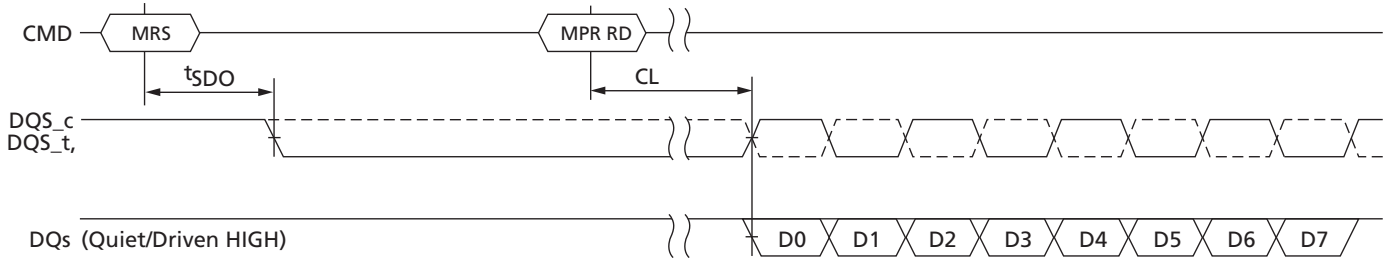 CMD MRS MPR RD
tSDO CL
DQS_c
DQS_t,
DQs (Quiet/Driven HIGH) D0 D1 D2 D3 D4 D5 D6 D7